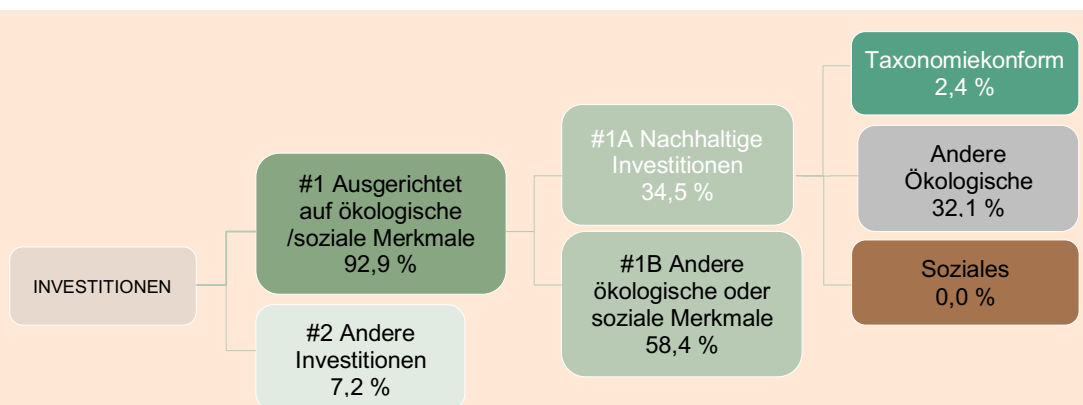 INVESTITIONEN
#1 Ausgerichtet
auf ökologische
/soziale Merkmale
92,9 %
#2 Andere
Investitionen
7,2 %
#1A Nachhaltige
Investitionen
34,5 %
#1B Andere
ökologische oder
soziale Merkmale
58,4 %
Taxonomiekonform
2,4 %
Andere
Ökologische
32,1 %
Soziales
0,0 %